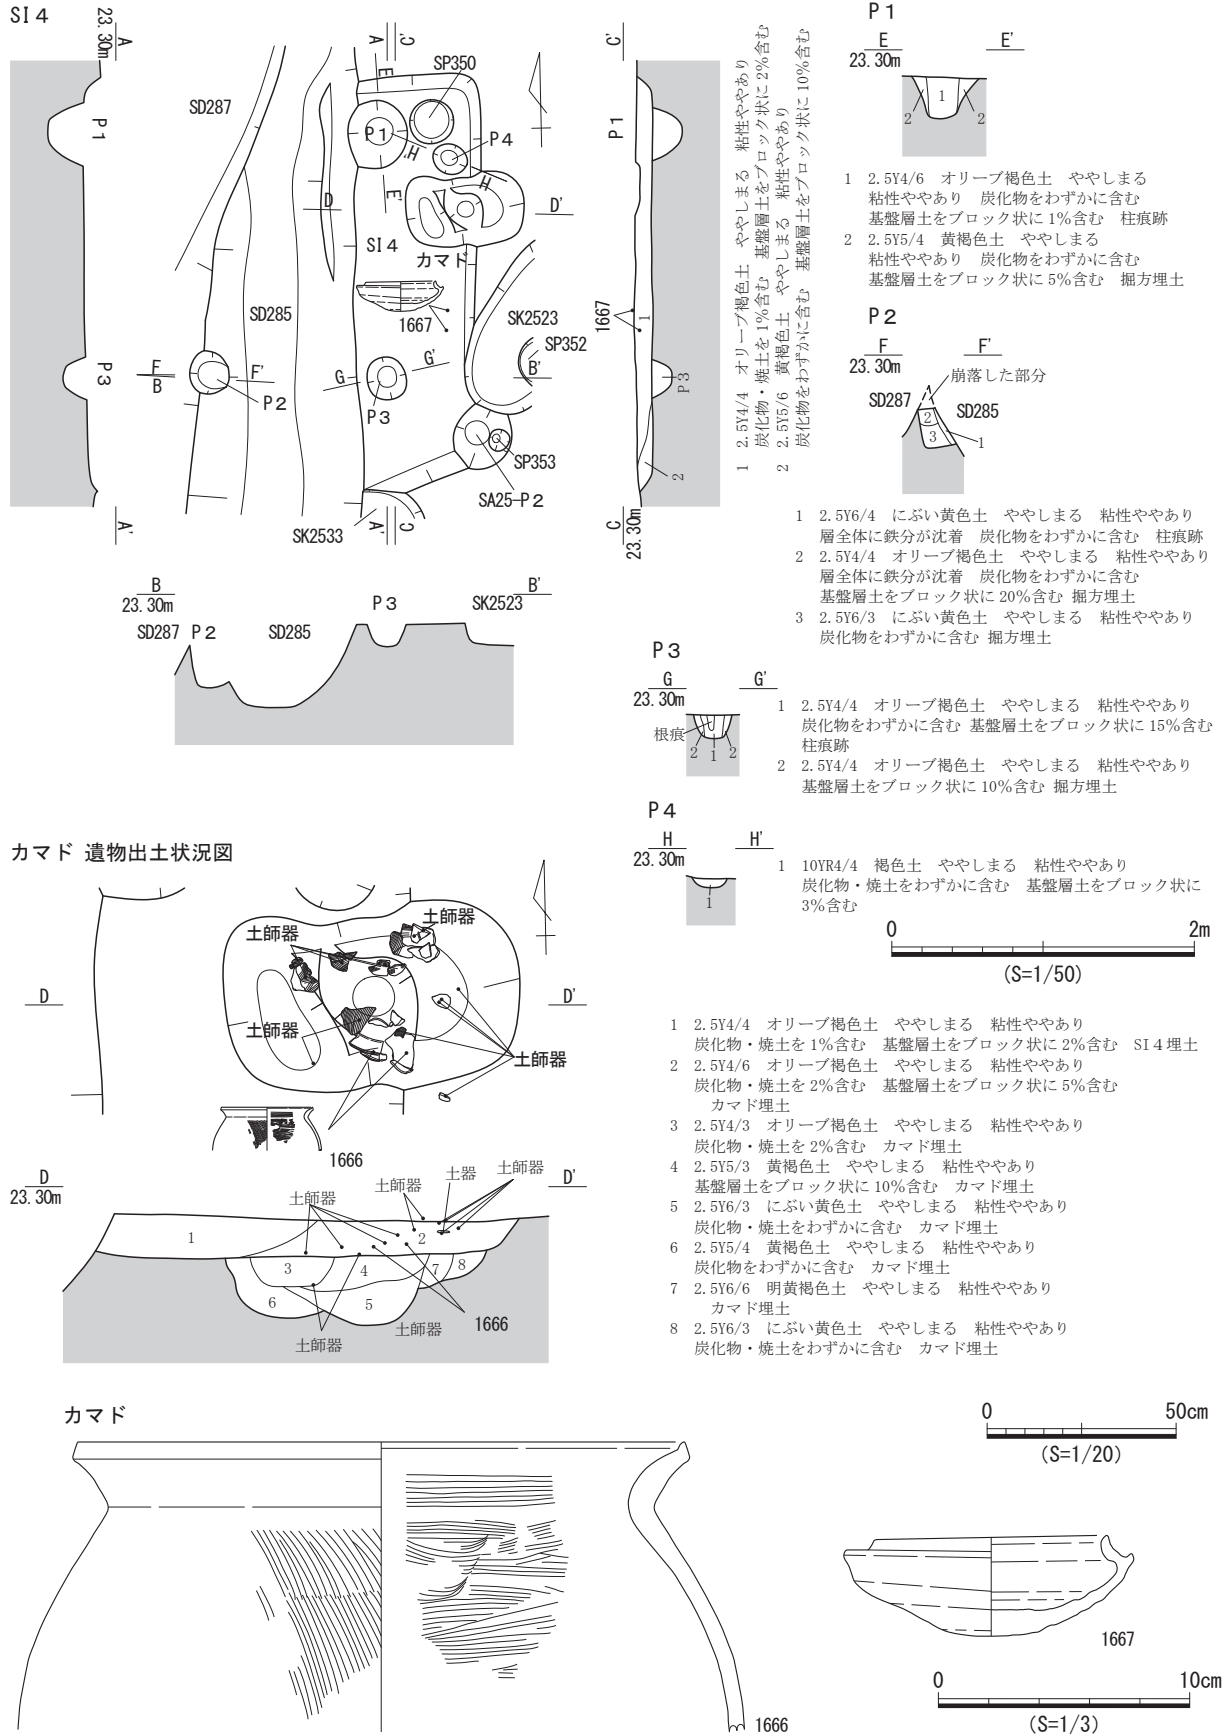 SI4
23.30m
A
A
C'
SP350
SD287
E
P1
P4
H'
H
E'
D
D'
SI4
カマド
1667
SD285
SK2523
SP352
F
B
F'
P2
G
G'
P3
B'
SP353
SA25-P2
SK2533
A'
A'
C
P1
P3
C'
P1
1667
1
P3
2
C
23.30m
1 2.5Y4/4 オリーブ褐色土 ややしまる 粘性ややあり
炭化物・焼土を1%含む 基盤層土をブロック状に2%含む
2 2.5Y5/6 黄褐色土 ややしまる 粘性ややあり
炭化物をわずかに含む 基盤層土をブロック状に10%含む
B
23.30m
B'
SD287 P2 SD285 P3 SK2523
P1
E E'
23.30m
1
2 2
1 2.5Y4/6 オリーブ褐色土 ややしまる
粘性ややあり 炭化物をわずかに含む
基盤層土をブロック状に1%含む 柱痕跡
2 2.5Y5/4 黄褐色土 ややしまる
粘性ややあり 炭化物をわずかに含む
基盤層土をブロック状に5%含む 掘方埋土
P2
F F'
23.30m
崩落した部分
SD287
SD285
2
3
1
1 2.5Y6/4 にぶい黄色土 ややしまる 粘性ややあり
層全体に鉄分が沈着 炭化物をわずかに含む 柱痕跡
2 2.5Y4/4 オリーブ褐色土 ややしまる 粘性ややあり
層全体に鉄分が沈着 炭化物をわずかに含む
基盤層土をブロック状に20%含む 掘方埋土
3 2.5Y6/3 にぶい黄色土 ややしまる 粘性ややあり
炭化物をわずかに含む 掘方埋土
P3
G G'
23.30m
根痕
2 1 2
1 2.5Y4/4 オリーブ褐色土 ややしまる 粘性ややあり
炭化物をわずかに含む 基盤層土をブロック状に15%含む
柱痕跡
2 2.5Y4/4 オリーブ褐色土 ややしまる 粘性ややあり
基盤層土をブロック状に10%含む 掘方埋土
P4
H H'
23.30m
1
1 10YR4/4 褐色土 ややしまる 粘性ややあり
炭化物・焼土をわずかに含む 基盤層土をブロック状に
3%含む
0 2m
(S=1/50)
カマド 遺物出土状況図
土師器
土師器
D
D'
土師器
土師器
1666
D
23.30m
D'
土師器
土師器
土器
土師器
1
2
3
4
7
8
6
5
土師器
土師器
1666
1 2.5Y4/4 オリーブ褐色土 ややしまる 粘性ややあり
炭化物・焼土を1%含む 基盤層土をブロック状に2%含む SI4埋土
2 2.5Y4/6 オリーブ褐色土 ややしまる 粘性ややあり
炭化物・焼土を2%含む 基盤層土をブロック状に5%含む
カマド埋土
3 2.5Y4/3 オリーブ褐色土 ややしまる 粘性ややあり
炭化物・焼土を2%含む カマド埋土
4 2.5Y5/3 黄褐色土 ややしまる 粘性ややあり
基盤層土をブロック状に10%含む カマド埋土
5 2.5Y6/3 にぶい黄色土 ややしまる 粘性ややあり
炭化物・焼土をわずかに含む カマド埋土
6 2.5Y5/4 黄褐色土 ややしまる 粘性ややあり
炭化物をわずかに含む カマド埋土
7 2.5Y6/6 明黄褐色土 ややしまる 粘性ややあり
カマド埋土
8 2.5Y6/3 にぶい黄色土 ややしまる 粘性ややあり
炭化物・焼土をわずかに含む カマド埋土
カマド
1666
0 50cm
(S=1/20)
1667
0 10cm
(S=1/3)